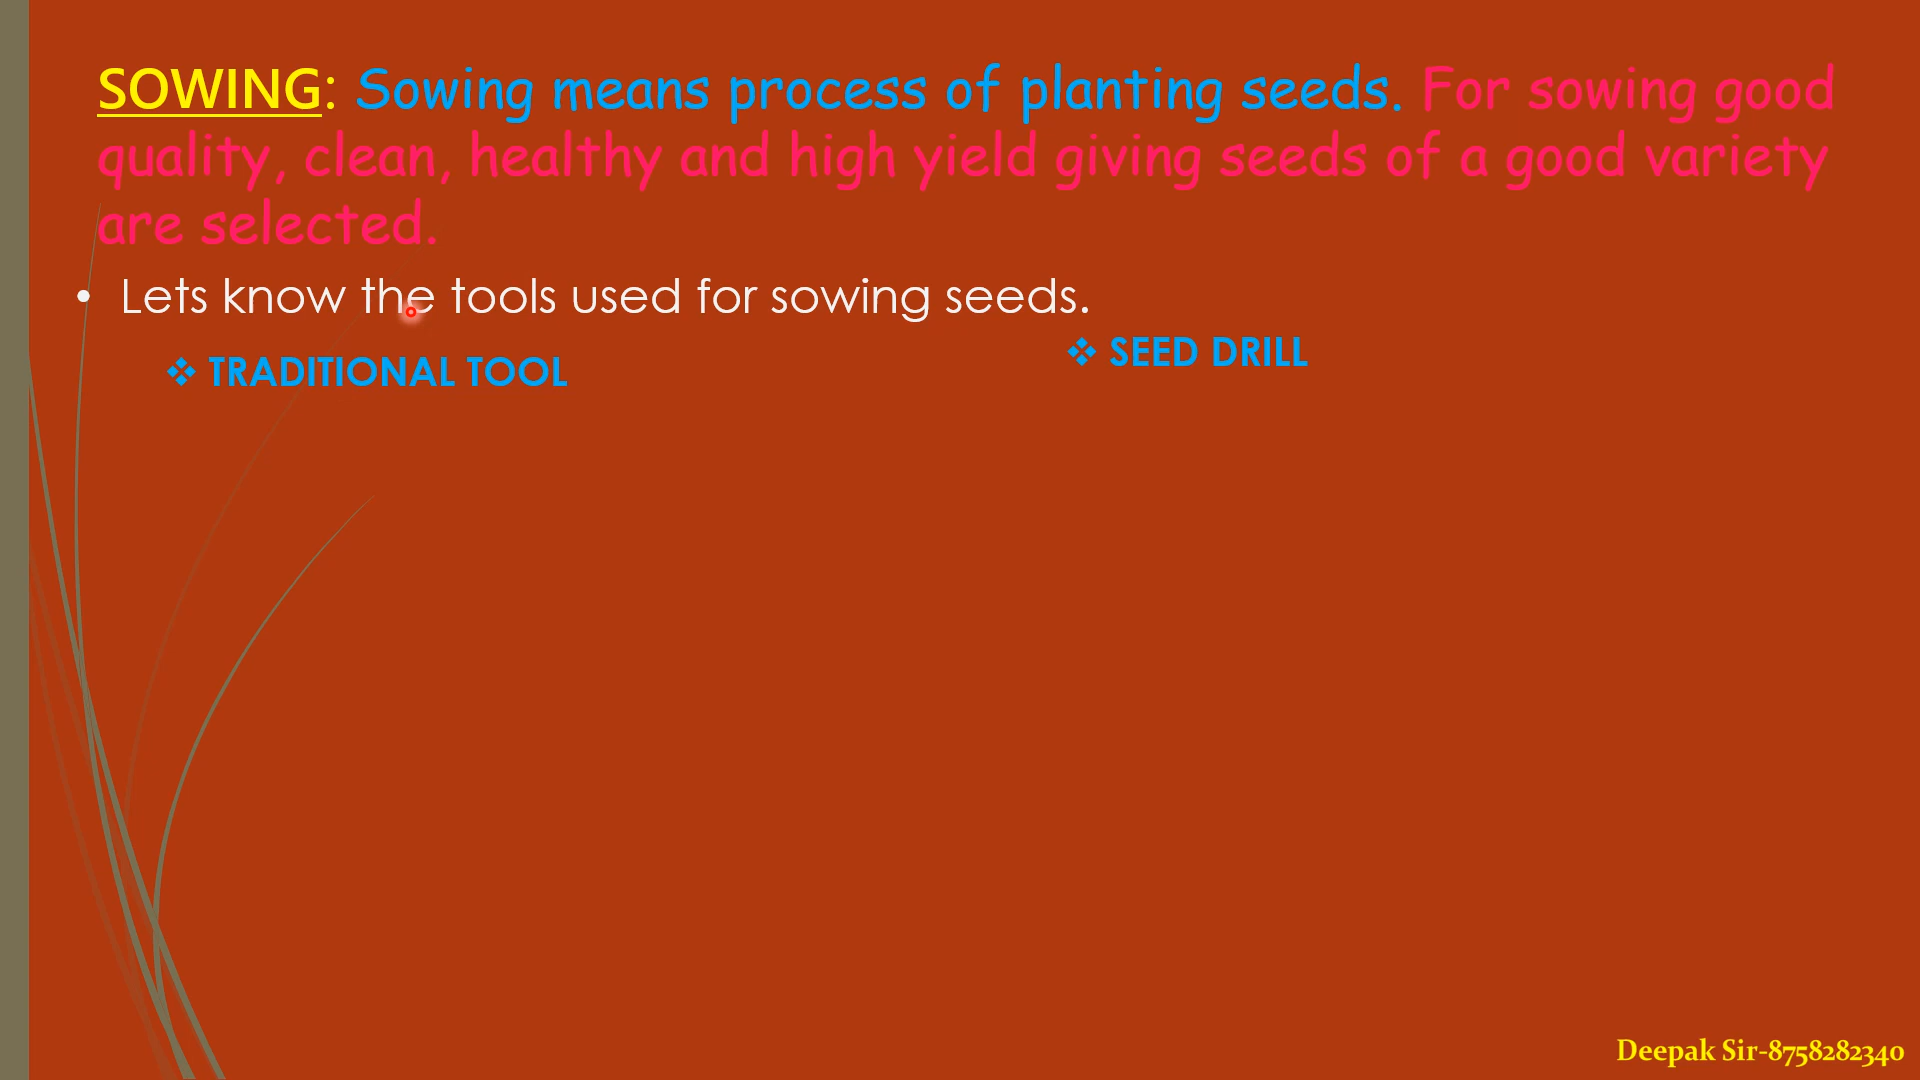 SOWING: Sowing means process of planting seeds. For sowing good
quality, clean, healthy and high yield giving seeds of a good variety
are selected.
• Lets know the tools used for sowing seeds.
❖ TRADITIONAL TOOL
❖ SEED DRILL
Deepak Sir-8758282340